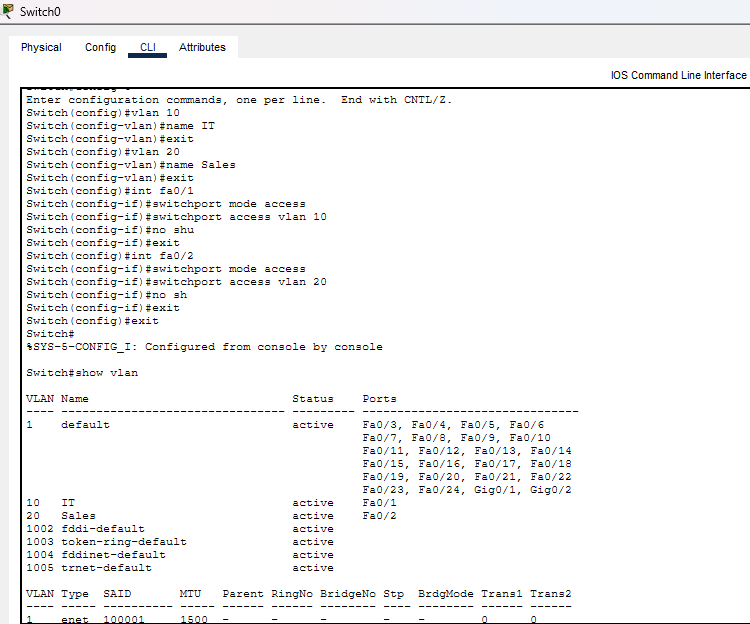 Switch0
Physical Config CLI Attributes
IOS Command Line Interface
Enter configuration commands, one per line.  End with CNTL/Z.
Switch(config)#vlan 10
Switch(config-vlan)#name IT
Switch(config-vlan)#exit
Switch(config)#vlan 20
Switch(config-vlan)#name Sales
Switch(config-vlan)#exit
Switch(config)#int fa0/1
Switch(config-if)#switchport mode access
Switch(config-if)#switchport access vlan 10
Switch(config-if)#no shu
Switch(config-if)#exit
Switch(config)#int fa0/2
Switch(config-if)#switchport mode access
Switch(config-if)#switchport access vlan 20
Switch(config-if)#no sh
Switch(config-if)#exit
Switch(config)#exit
Switch#
%SYS-5-CONFIG_I: Configured from console by console
Switch#show vlan
VLAN Name                             Status    Ports
---- -------------------------------- --------- -------------------------------
1    default                          active    Fa0/3, Fa0/4, Fa0/5, Fa0/6
                                                Fa0/7, Fa0/8, Fa0/9, Fa0/10
                                                Fa0/11, Fa0/12, Fa0/13, Fa0/14
                                                Fa0/15, Fa0/16, Fa0/17, Fa0/18
                                                Fa0/19, Fa0/20, Fa0/21, Fa0/22
                                                Fa0/23, Fa0/24, Gig0/1, Gig0/2
10   IT                               active    Fa0/1
20   Sales                            active    Fa0/2
1002 fddi-default                     active
1003 token-ring-default               active
1004 fddinet-default                  active
1005 trnet-default                    active
VLAN Type  SAID       MTU   Parent RingNo BridgeNo Stp  BrdgMode Trans1 Trans2
---- ----- ---------- ----- ------ ------ -------- ---- -------- ------ ------
1    enet  100001     1500  -      -      -        -    -        0      0